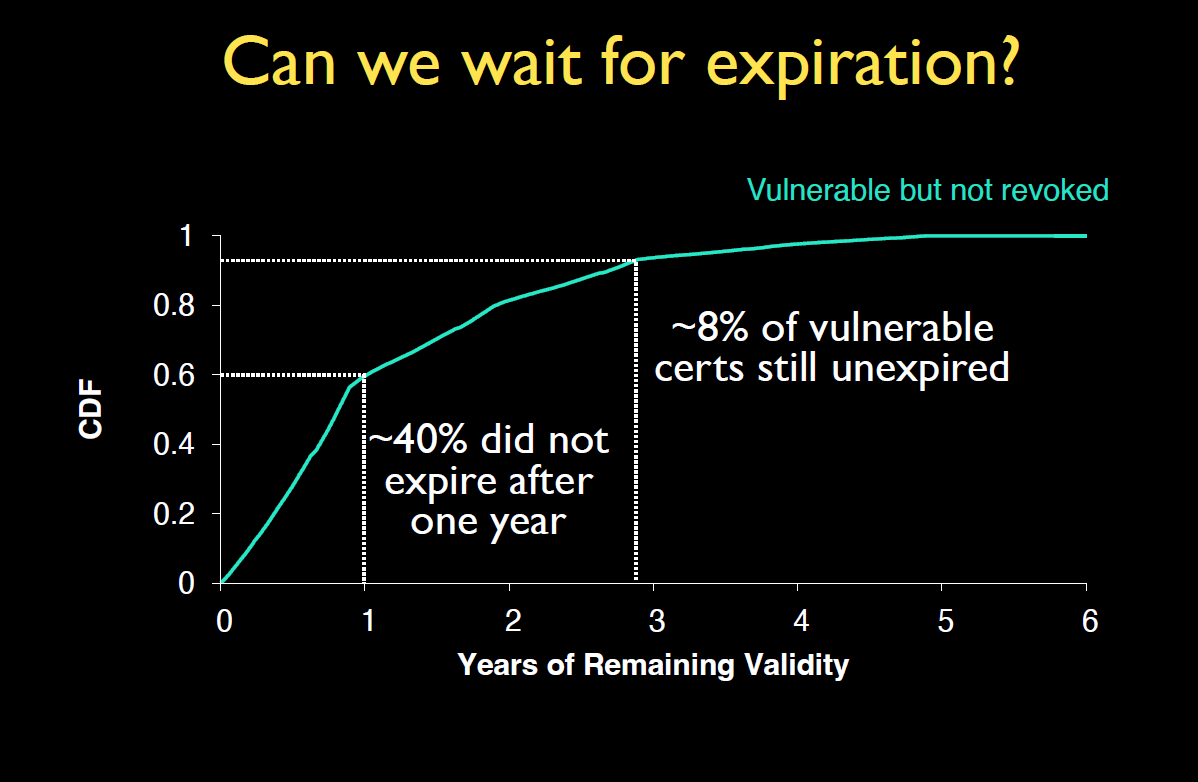 Can we wait for expiration?
Vulnerable but not revoked
1
0.8
0.6
0.4
0.2
0
CDF
~8% of vulnerable
certs still unexpired
~40% did not
expire after
one year
0 1 2 3 4 5 6
Years of Remaining Validity